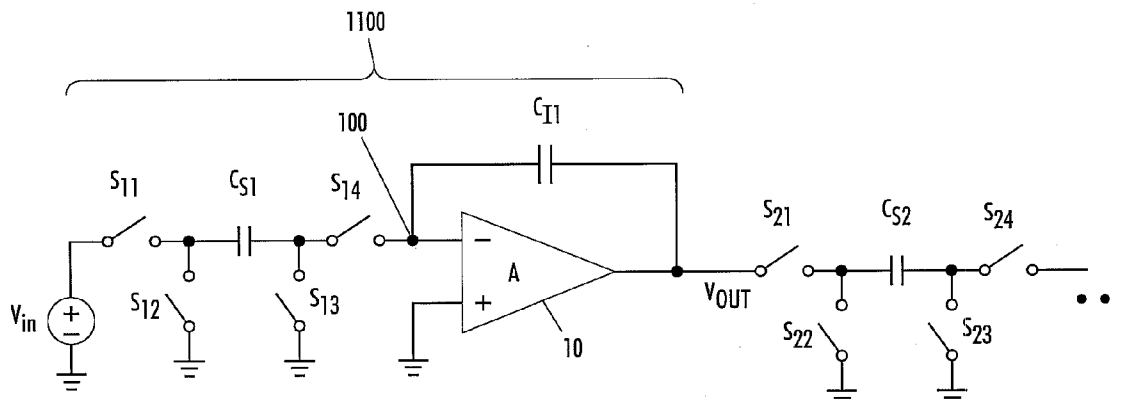 1100
C_I1
100
S_11
C_S1
S_14
S_21
C_S2
S_24
−
A
V_in
+
−
S_12
S_13
+
10
V_OUT
S_22
S_23